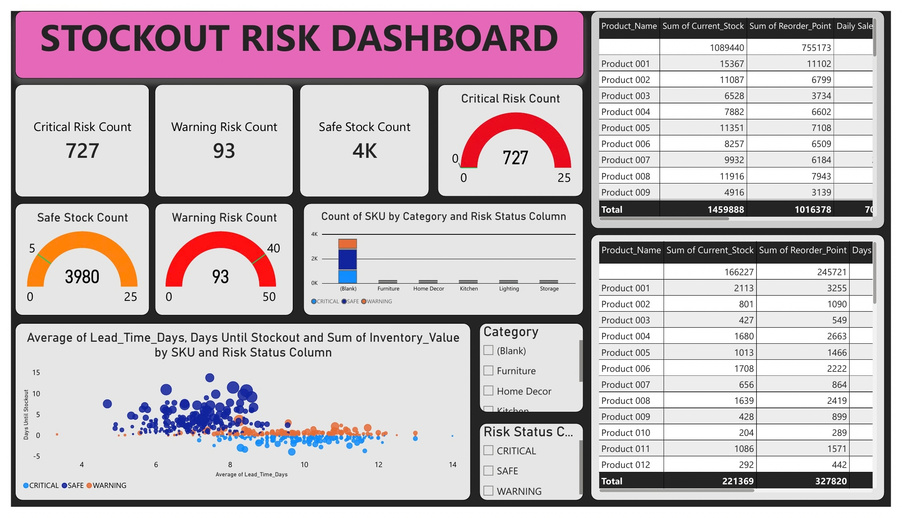 STOCKOUT RISK DASHBOARD
Critical Risk Count
727
Warning Risk Count
93
Safe Stock Count
4K
Critical Risk Count
0
727
0
25
Safe Stock Count
5
3980
0
25
Warning Risk Count
40
93
0
50
Count of SKU by Category and Risk Status Column
4K
2K
0K
(Blank)
Furniture
Home Decor
Kitchen
Lighting
Storage
CRITICAL SAFE WARNING
Average of Lead_Time_Days, Days Until Stockout and Sum of Inventory_Value
by SKU and Risk Status Column
Days Until Stockout
15
10
5
0
-5
4
6
8
10
12
14
Average of Lead_Time_Days
CRITICAL SAFE WARNING
Category
(Blank)
Furniture
Home Decor
Kitchen
Risk Status C...
CRITICAL
SAFE
WARNING
Product_Name Sum of Current_Stock Sum of Reorder_Point Daily Sale
1089440 755173
Product 001 15367 11102
Product 002 11087 6799
Product 003 6528 3734
Product 004 7882 6602
Product 005 11351 7108
Product 006 8257 6509
Product 007 9932 6184
Product 008 11916 7943
Product 009 4916 3139
Total 1459888 1016378 70
Product_Name Sum of Current_Stock Sum of Reorder_Point Days
166227 245721
Product 001 2113 3255
Product 002 801 1090
Product 003 427 549
Product 004 1680 2663
Product 005 1013 1466
Product 006 1708 2222
Product 007 656 864
Product 008 1639 2419
Product 009 428 899
Product 010 204 289
Product 011 1086 1571
Product 012 292 442
Total 221369 327820